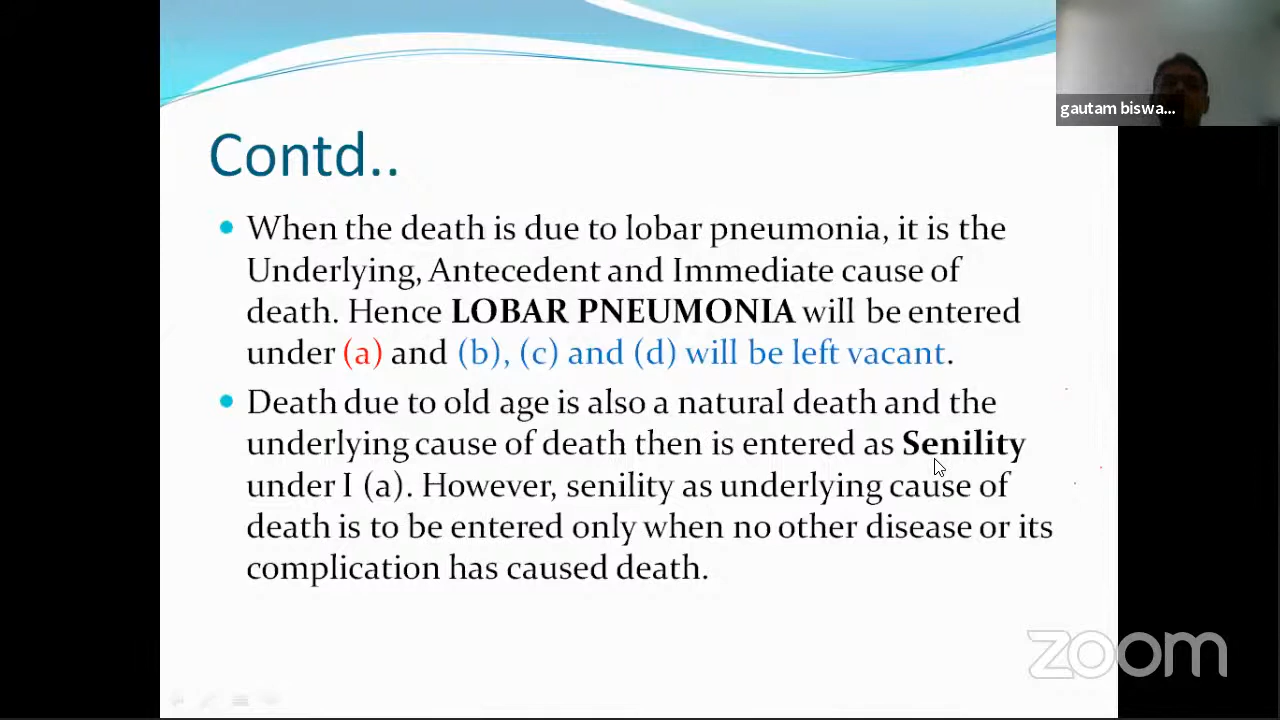 gautam biswa...
Contd..
When the death is due to lobar pneumonia, it is the
Underlying, Antecedent and Immediate cause of
death. Hence LOBAR PNEUMONIA will be entered
under (a) and (b), (c) and (d) will be left vacant.
Death due to old age is also a natural death and the
underlying cause of death then is entered as Senility
under I (a). However, senility as underlying cause of
death is to be entered only when no other disease or its
complication has caused death.
zoom